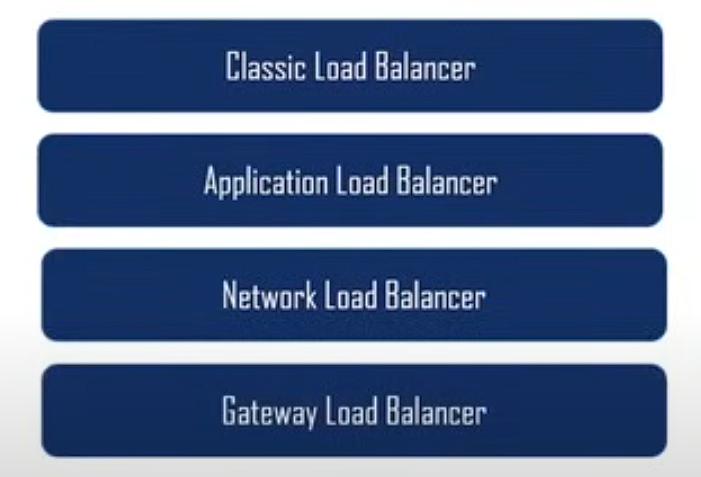 Classic Load Balancer
Application Load Balancer
Network Load Balancer
Gateway Load Balancer